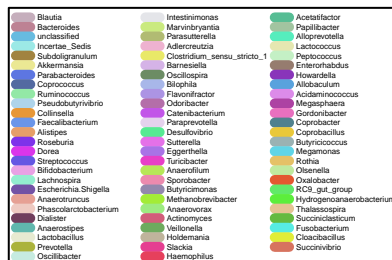 Blautia
Bacteroides
unclassified
Incertae_Sedis
Subdoligranulum
Akkermansia
Parabacteroides
Coprococcus
Ruminococcus
Pseudobutyrivibrio
Collinsella
Faecalibacterium
Alistipes
Roseburia
Dorea
Streptococcus
Bifidobacterium
Lachnospira
Escherichia.Shigella
Anaerotruncus
Phascolarctobacterium
Dialister
Anaerostipes
Lactobacillus
Prevotella
Oscillibacter
Intestinimonas
Marvinbryantia
Parasutterella
Adlercreutzia
Clostridium_sensu_stricto_1
Barnesiella
Oscillospira
Bilophila
Flavonifractor
Odoribacter
Catenibacterium
Paraprevotella
Desulfovibrio
Sutterella
Eggerthella
Turicibacter
Anaerofilum
Sporobacter
Butyricimonas
Methanobrevibacter
Anaerovorax
Actinomyces
Veillonella
Holdemania
Slackia
Haemophilus
Acetatifactor
Papillibacter
Alloprevotella
Lactococcus
Peptococcus
Enterorhabdus
Howardella
Allobaculum
Acidaminococcus
Megasphaera
Gordonibacter
Coprobacter
Coprobacillus
Butyricicoccus
Megamonas
Rothia
Olsenella
Oxalobacter
RC9_gut_group
Hydrogenoanaerobacterium
Thalassospira
Succiniclasticum
Fusobacterium
Cloacibacillus
Succinivibrio